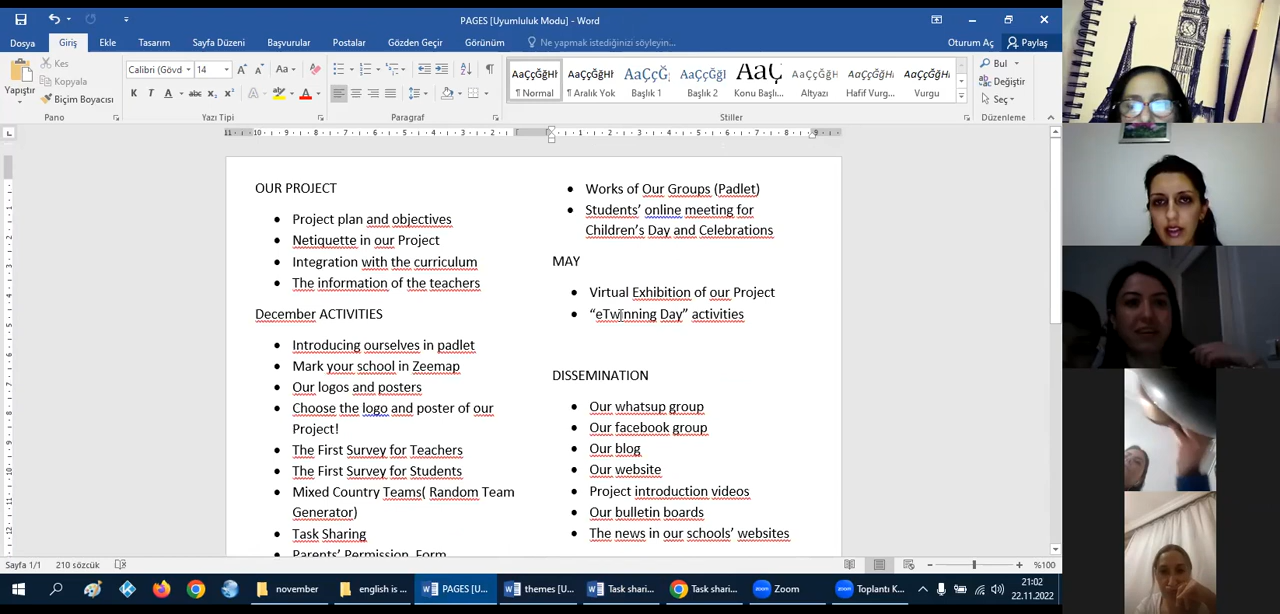 PAGES [Uyumluluk Modu] - Word
Dosya Giriş Ekle Tasarım Sayfa Düzeni Başvurular Postalar Gözden Geçir Görünüm Ne yapmak istediğinizi söyleyin... Oturum Aç Paylaş
Yapıştır
Kes
Kopyala
Biçim Boyacısı
Pano
Calibri (Gövd 14
Yazı Tipi
Paragraf
¶ Normal
¶ Aralık Yok
Başlık 1
Başlık 2
Konu Başlı...
Altyazı
Hafif Vurg...
Vurgu
Stiller
Bul
Değiştir
Seç
Düzenleme
OUR PROJECT
• Project plan and objectives
• Netiquette in our Project
• Integration with the curriculum
• The information of the teachers
December ACTIVITIES
• Introducing ourselves in padlet
• Mark your school in Zeemap
• Our logos and posters
• Choose the logo and poster of our
Project!
• The First Survey for Teachers
• The First Survey for Students
• Mixed Country Teams( Random Team
Generator)
• Task Sharing
• Parents' Permission Form
• Works of Our Groups (Padlet)
• Students' online meeting for
Children's Day and Celebrations
MAY
• Virtual Exhibition of our Project
• "eTwinning Day" activities
DISSEMINATION
• Our whatsup group
• Our facebook group
• Our blog
• Our website
• Project introduction videos
• Our bulletin boards
• The news in our schools' websites
Sayfa 1/1 210 sözcük %100
november
english is ...
PAGES [U...
themes [U...
Task shari...
Task shari...
Zoom
Toplantı K...
21:02
22.11.2022